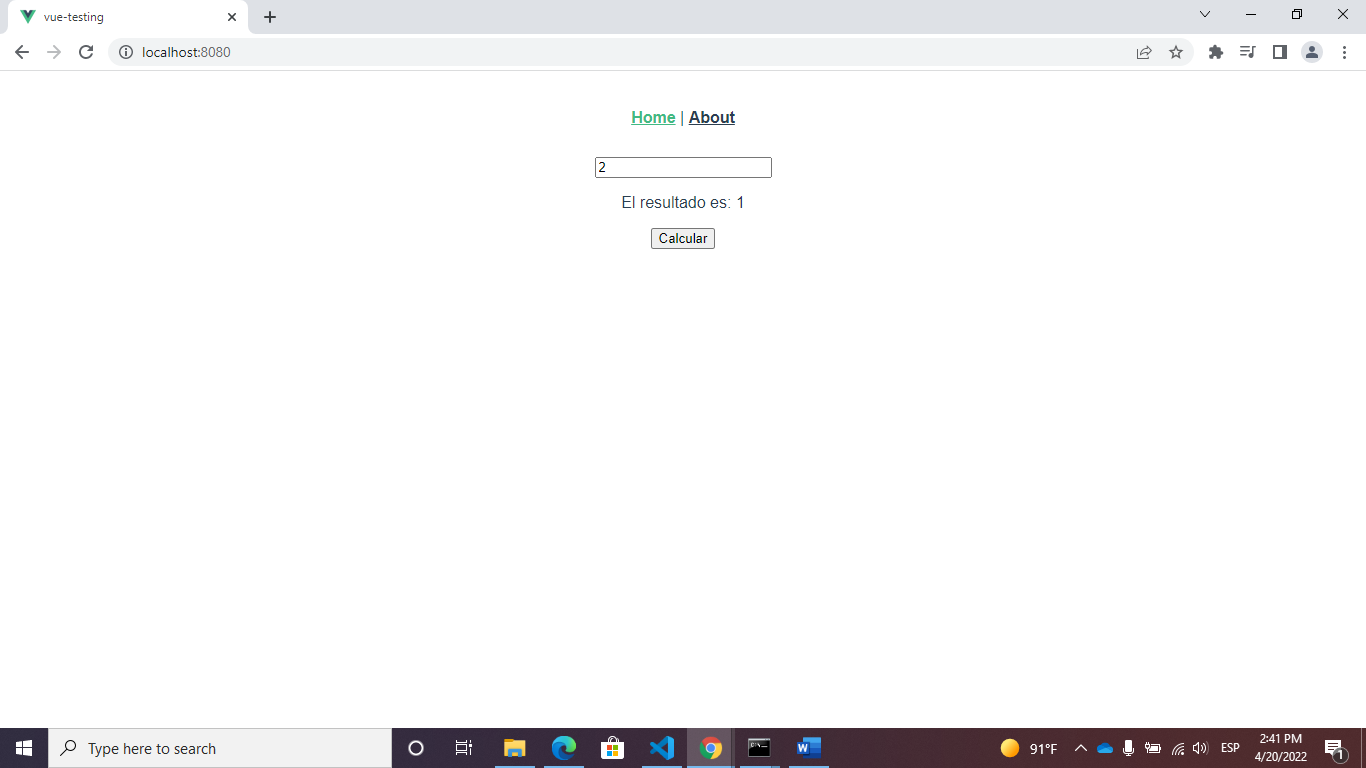 vue-testing
localhost:8080
Home | About
2
El resultado es: 1
Calcular
Type here to search
91°F
ESP
2:41 PM
4/20/2022
1